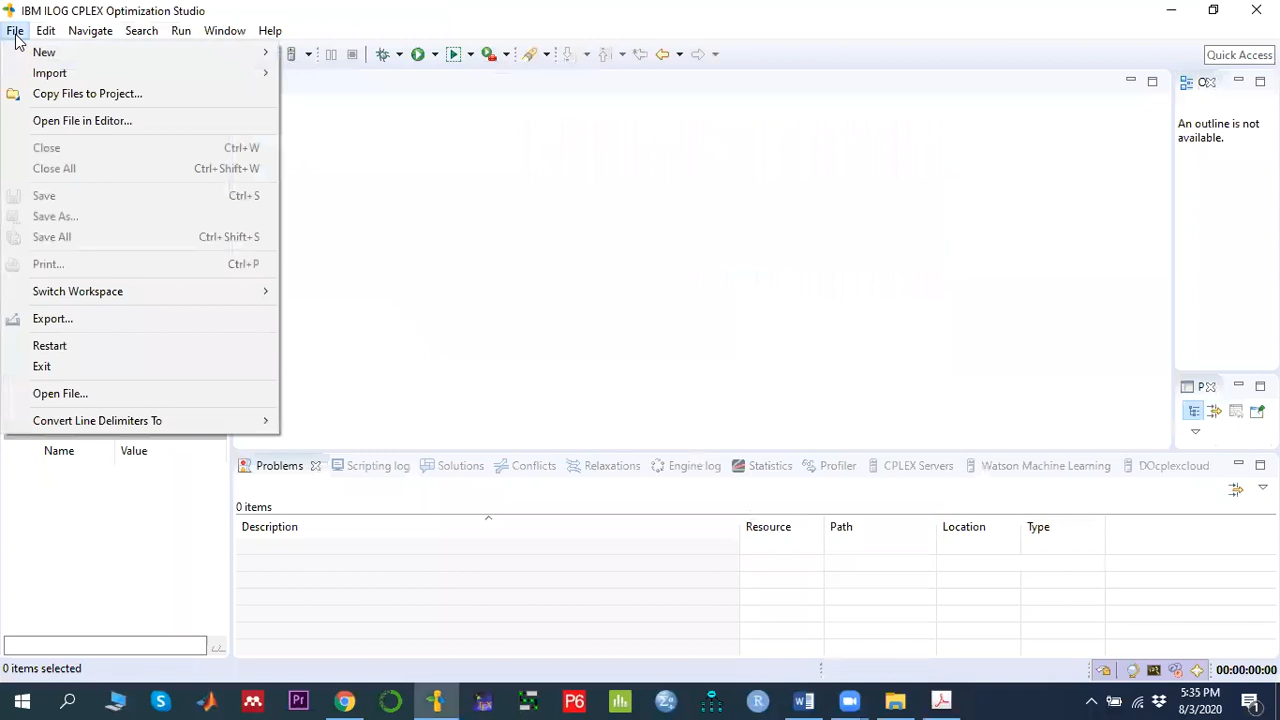 IBM ILOG CPLEX Optimization Studio
File Edit Navigate Search Run Window Help
New
Import
Copy Files to Project...
Open File in Editor...
Close Ctrl+W
Close All Ctrl+Shift+W
Save Ctrl+S
Save As...
Save All Ctrl+Shift+S
Print... Ctrl+P
Switch Workspace
Export...
Restart
Exit
Open File...
Convert Line Delimiters To
Quick Access
An outline is not
available.
P
Name Value
Problems Scripting log Solutions Conflicts Relaxations Engine log Statistics Profiler CPLEX Servers Watson Machine Learning DOcplexcloud
0 items
Description Resource Path Location Type
0 items selected
00:00:00:00
Pr P6 R W
5:35 PM
8/3/2020
1